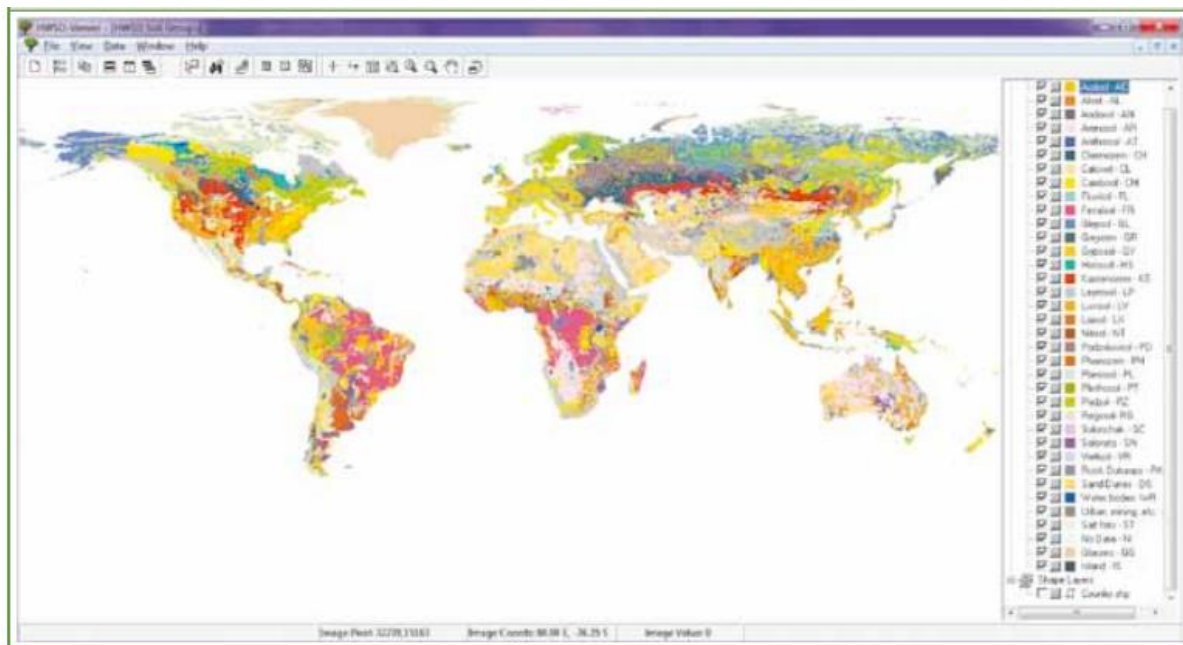 HWSD Viewer - [HWSD Soil Group]
File View Data Window Help
Acrisol - AC
Alisol - AL
Andosol - AN
Arenosol - AR
Anthrosol - AT
Chernozem - CH
Calcisol - CL
Cambisol - CM
Fluvisol - FL
Ferralsol - FR
Gleysol - GL
Greyzem - GR
Gypsisol - GY
Histosol - HS
Kastanozem - KS
Leptosol - LP
Luvisol - LV
Lixisol - LX
Nitisol - NT
Podzoluvisol - PD
Phaeozem - PH
Planosol - PL
Plinthosol - PT
Podzol - PZ
Regosol - RG
Solonchak - SC
Solonetz - SN
Vertisol - VR
Rock Outcrops - RK
Sand Dunes - DS
Water bodies - WR
Urban, mining, etc.
Salt flats - ST
No Data - NI
Glaciers - GG
Island - IS
Shape Layers
Country.shp
Image Point:
Image Coords:
Image Value: 0